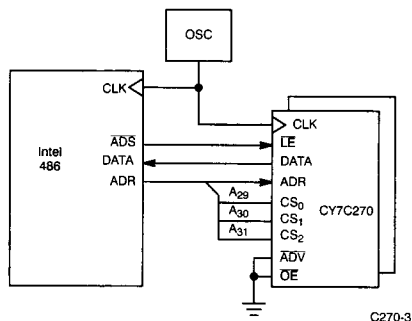 OSC
CLK
Intel
486
ADS
DATA
ADR
A29
A30
A31
CLK
LE
DATA
ADR
CS0
CS1
CS2
ADV
OE
CY7C270
C270-3